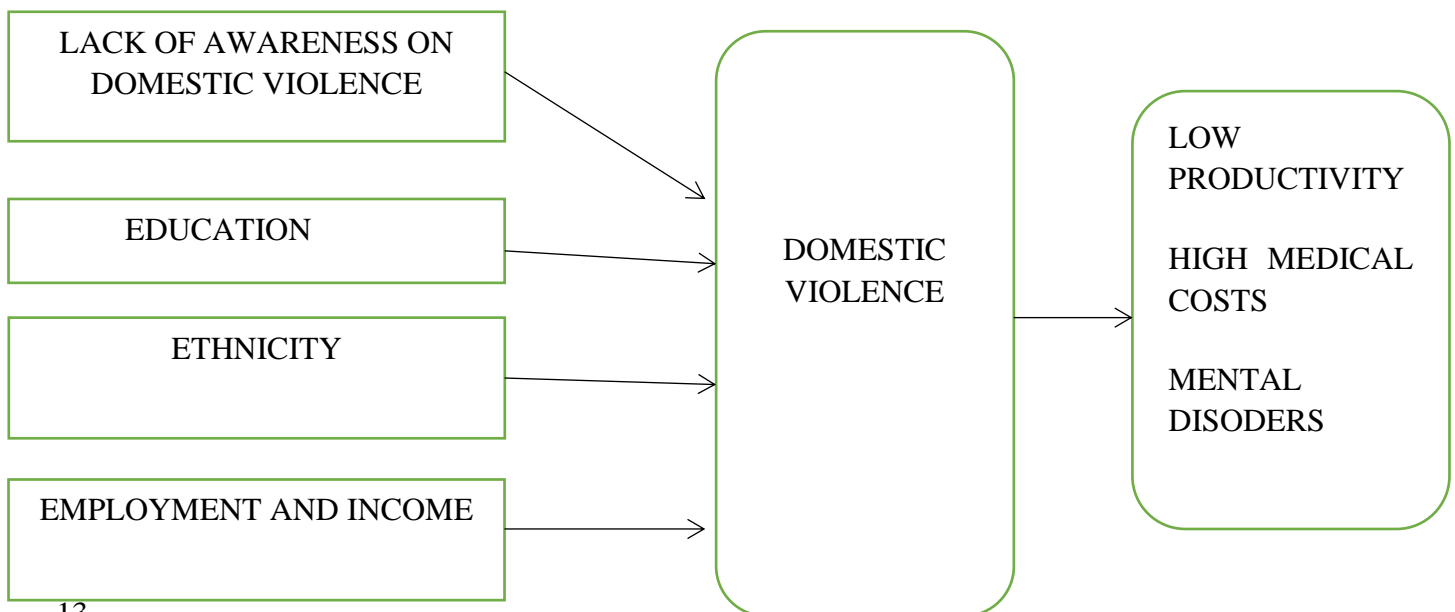 LACK OF AWARENESS ON
DOMESTIC VIOLENCE
EDUCATION
ETHNICITY
EMPLOYMENT AND INCOME
DOMESTIC
VIOLENCE
LOW
PRODUCTIVITY
HIGH MEDICAL
COSTS
MENTAL
DISODERS